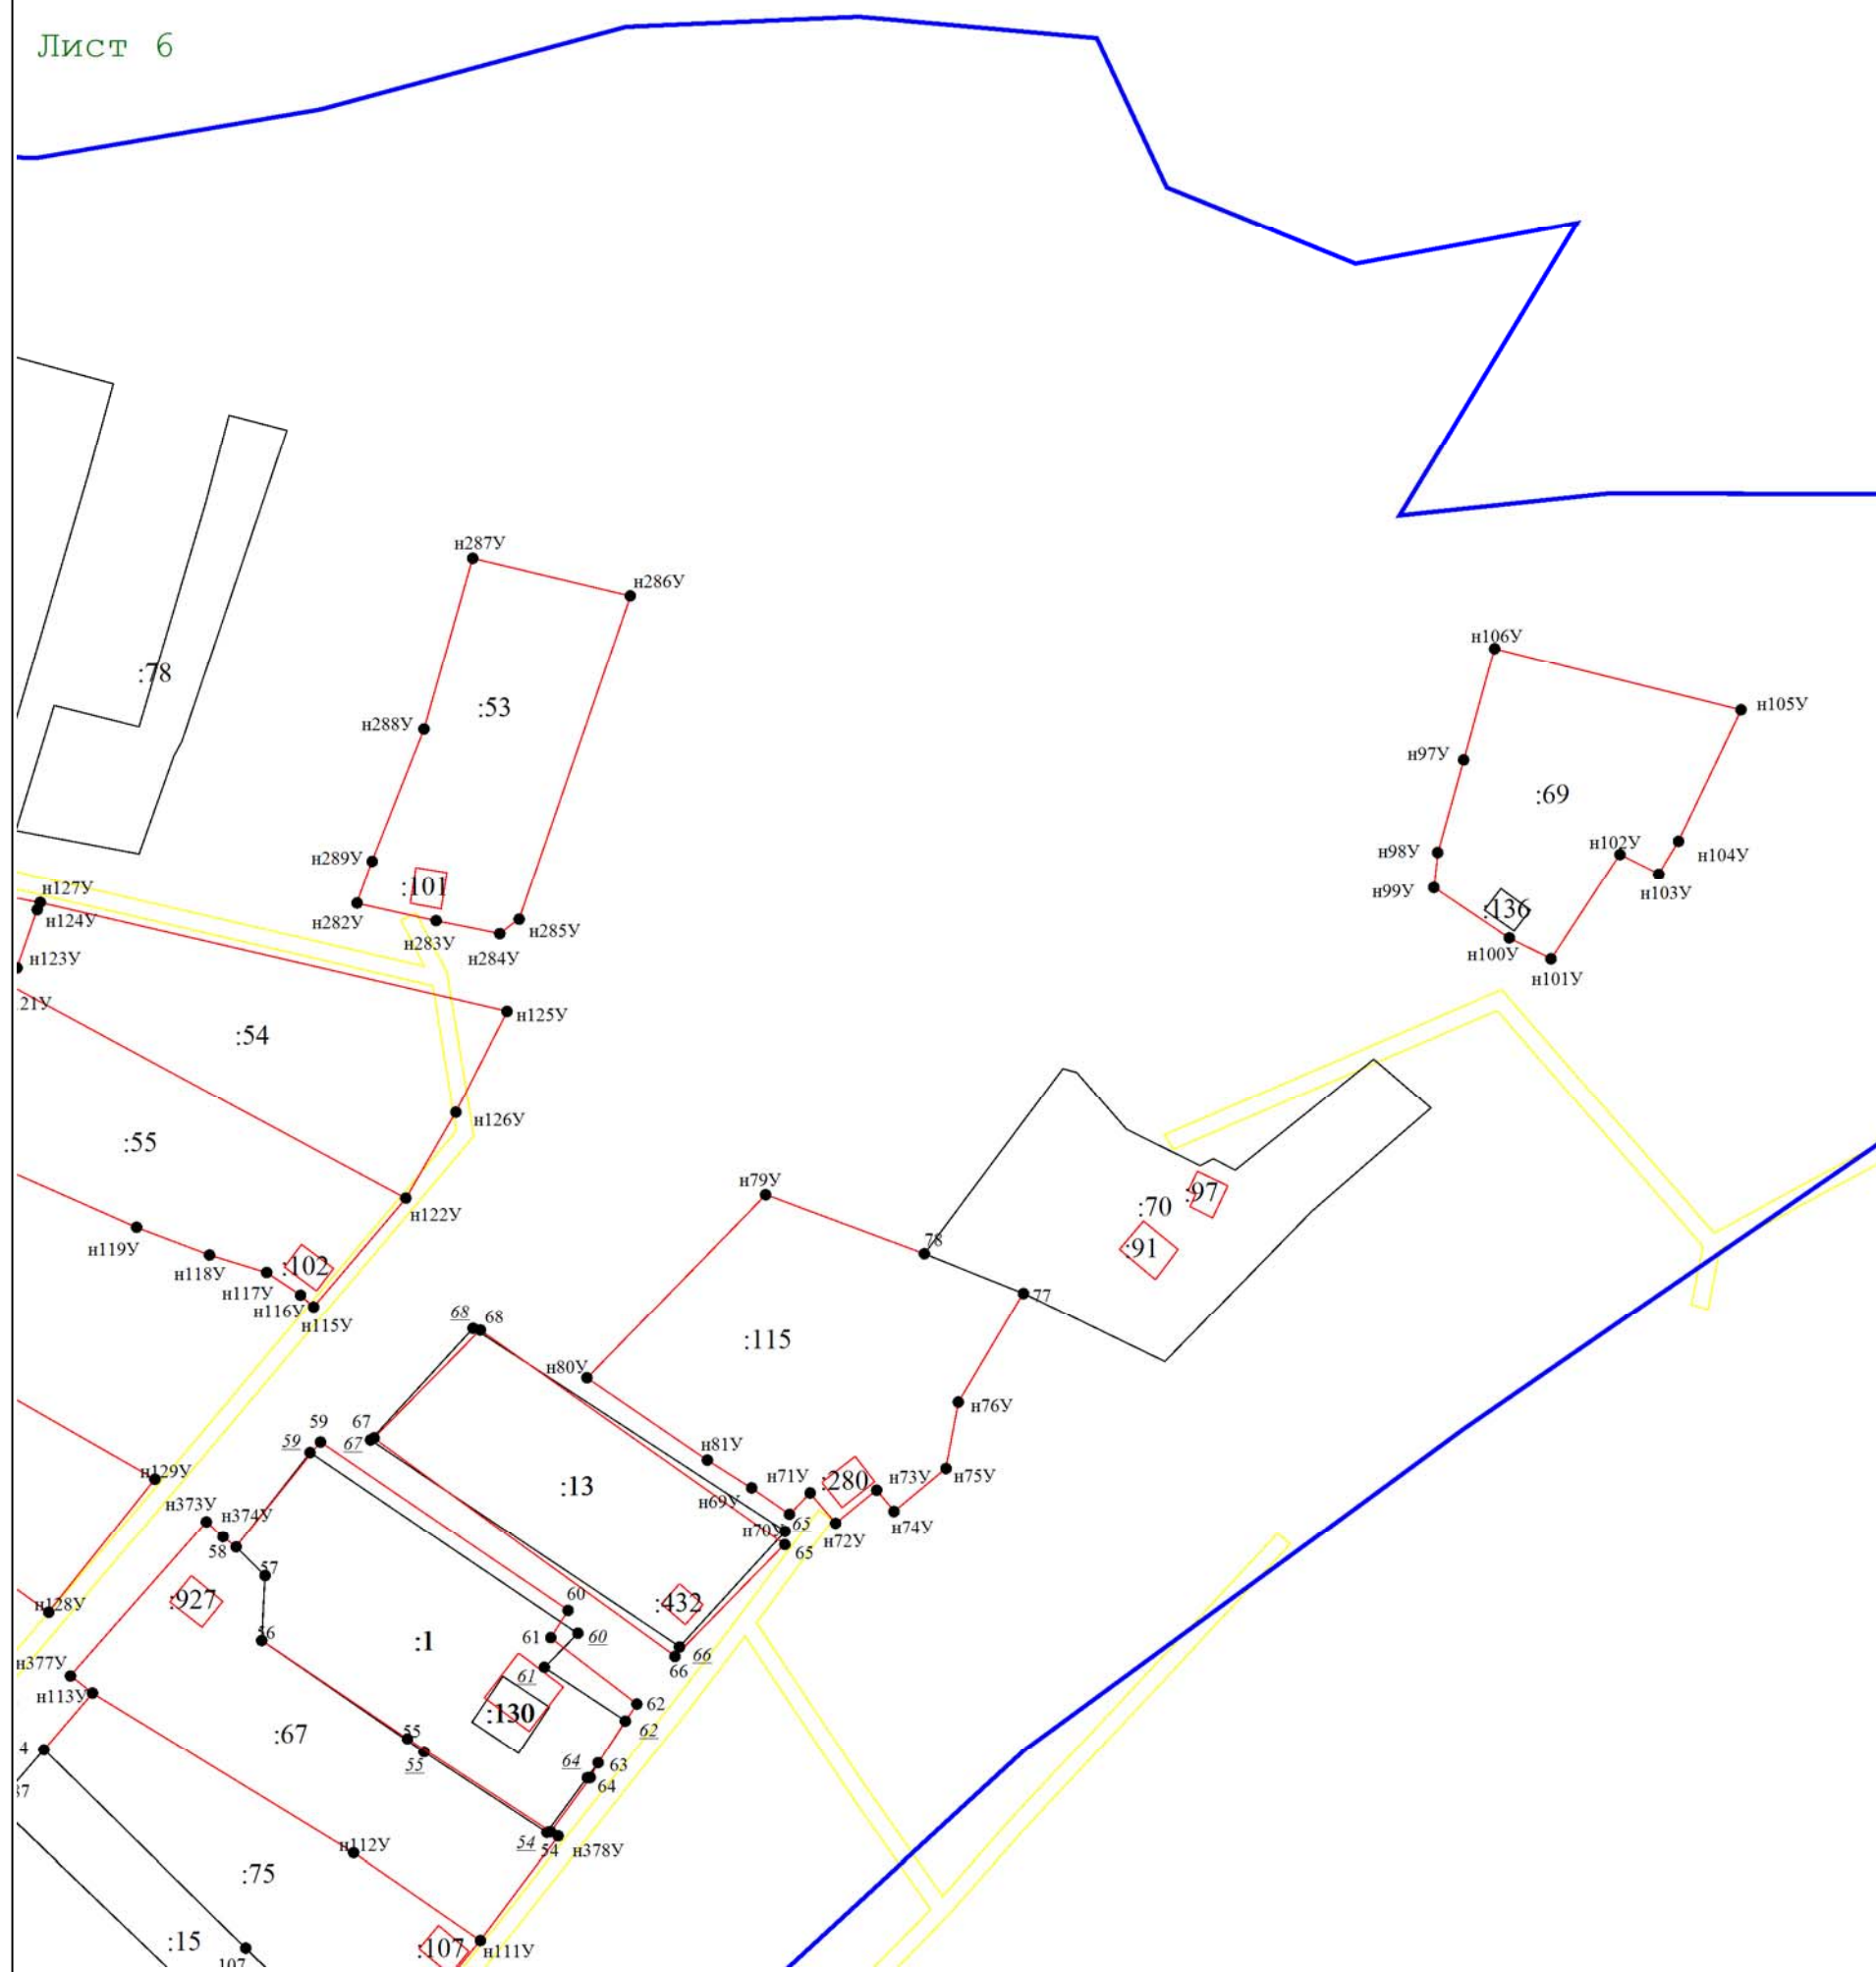 Лист 6
н287У
н286У
н106У
:78
:53
н105У
н288У
н97У
:69
н102У
н98У
н104У
н289У
:101
н99У
н103У
н127У
:136
н124У
н282У
н283У
н285У
н100У
н284У
н123У
н101У
21У
н125У
:54
н126У
:55
н79У
:97
:70
н122У
78
:91
н119У
:102
н118У
н117У
77
н116У
н115У
68 68
:115
н80У
н76У
59 67
59 67
н81У
н129У
:13
н71У
:280
н73У
н75У
н373У
н69У
н374У
65
н70У
н74У
58
н72У
65
57
60
:927
:432
н128У
56
:1
61
60
66
н377У
66
61
н113У
62
:130
:67
62
55
4
55
64
63
37
64
54 54
н378У
н112У
:75
:15
:107
н111У
107